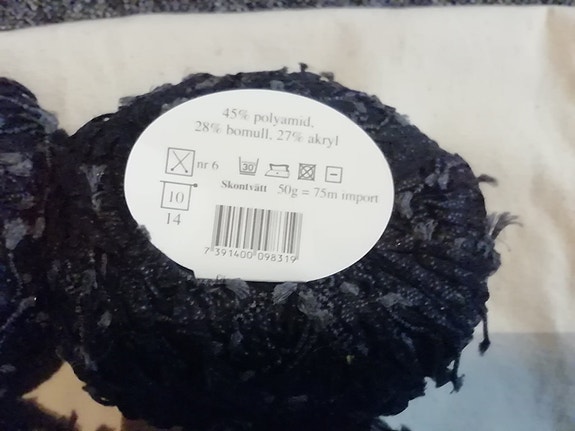 45% polyamid,
28% bomull, 27% akryl
nr 6 30
Skontvätt 50g = 75m import
10
14
7 391400 098319